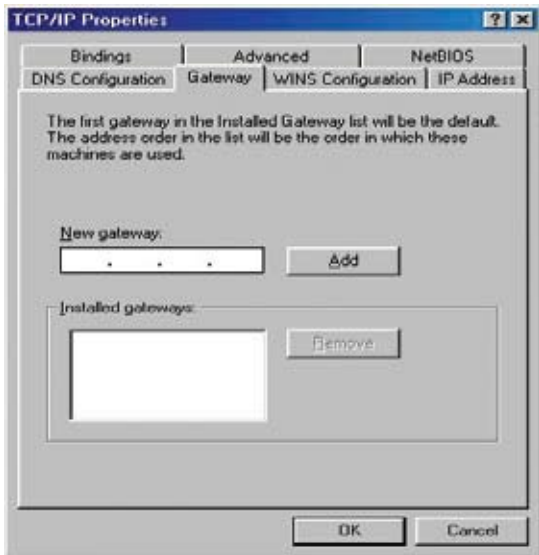 TCP/IP Properties
Bindings
Advanced
NetBIOS
DNS Configuration
Gateway
WINS Configuration
IP Address
The first gateway in the Installed Gateway list will be the default.
The address order in the list will be the order in which these
machines are used.
New gateway:
. . .
Add
Installed gateways:
Remove
OK
Cancel